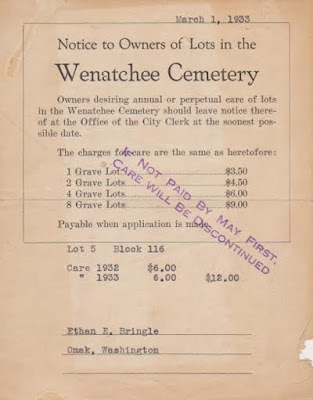 March 1, 1933
Notice to Owners of Lots in the
Wenatchee Cemetery
Owners desiring annual or perpetual care of lots
in the Wenatchee Cemetery should leave notice there-
of at the Office of the City Clerk at the soonest pos-
sible date.
The charges for care are the same as heretofore:
1 Grave Lot $3.50
2 Grave Lots $4.50
4 Grave Lots $6.00
8 Grave Lots $9.00
Payable when application is made.
If Not Paid By May First,
Care Will Be Discontinued
Lot 5 Block 116
Care 1932 $6.00
" 1933 6.00 $12.00
Ethan E. Bringle
Omak, Washington